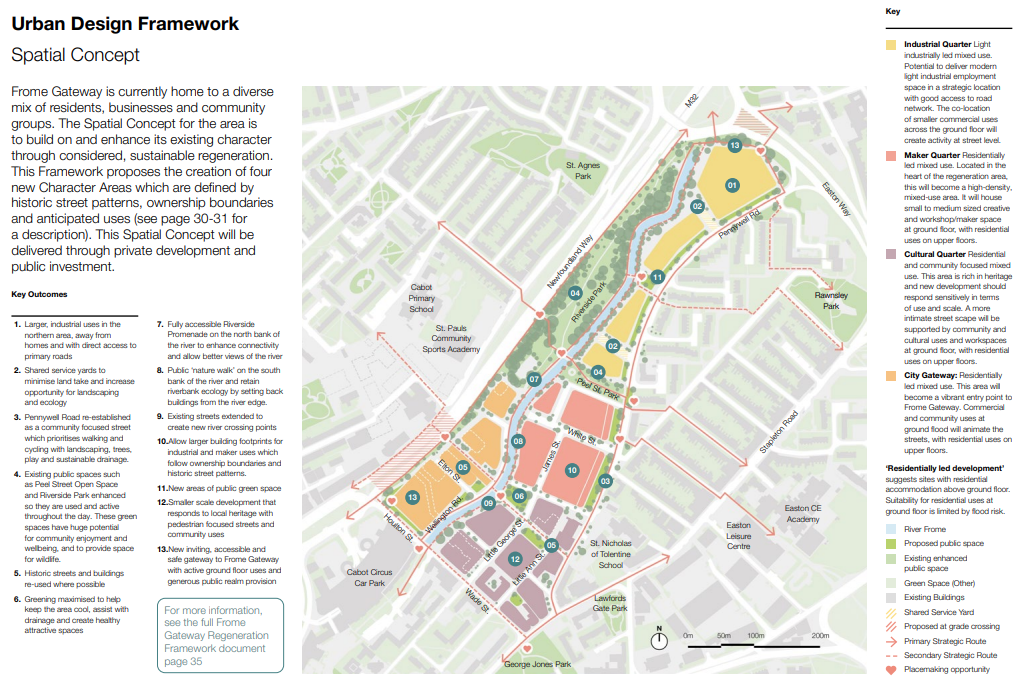 Urban Design Framework
Spatial Concept
Frome Gateway is currently home to a diverse
mix of residents, businesses and community
groups. The Spatial Concept for the area is
to build on and enhance its existing character
through considered, sustainable regeneration.
This Framework proposes the creation of four
new Character Areas which are defined by
historic street patterns, ownership boundaries
and anticipated uses (see page 30-31 for
a description). This Spatial Concept will be
delivered through private development and
public investment.
Key Outcomes
1. Larger, industrial uses in the
northern area, away from
homes and with direct access to
primary roads
2. Shared service yards to
minimise land take and increase
opportunity for landscaping
and ecology
3. Pennywell Road re-established
as a community focused street
which prioritises walking and
cycling with landscaping, trees,
play and sustainable drainage.
4. Existing public spaces such
as Peel Street Open Space
and Riverside Park enhanced
so they are used and active
throughout the day. These green
spaces have huge potential
for community enjoyment and
wellbeing, and to provide space
for wildlife.
5. Historic streets and buildings
re-used where possible
6. Greening maximised to help
keep the area cool, assist with
drainage and create healthy
attractive spaces
7. Fully accessible Riverside
Promenade on the north bank of
the river to enhance connectivity
and allow better views of the river
8. Public 'nature walk' on the south
bank of the river and retain
riverbank ecology by setting back
buildings from the river edge.
9. Existing streets extended to
create new river crossing points
10.Allow larger building footprints for
industrial and maker uses which
follow ownership boundaries and
historic street patterns.
11.New areas of public green space
12.Smaller scale development that
responds to local heritage with
pedestrian focused streets and
community uses
13.New inviting, accessible and
safe gateway to Frome Gateway
with active ground floor uses and
generous public realm provision
For more information,
see the full Frome
Gateway Regeneration
Framework document
page 35
M32
13
St. Agnes
Park
01
Easton Way
02
Pennywell Rd.
Newfoundland Way
11
04
Riverside Park
Cabot
Primary
School
Rawnsley
Park
St. Pauls
Community
Sports Academy
02
04
07
Peel St. Park
Stapleton Road
08
White St.
James St.
05
Elton St.
10
03
13
09
06
Wellington Rd.
Houlton St.
Easton CE
Academy
Little George St.
05
Easton
Leisure
Centre
St. Nicholas
of Tolentine
School
12
Little Ann St.
Cabot Circus
Car Park
Wade St.
Lawfords
Gate Park
N
0m 50m 100m 200m
George Jones Park
Key
Industrial Quarter Light
industrially led mixed use.
Potential to deliver modern
light industrial employment
space in a strategic location
with good access to road
network. The co-location
of smaller commercial uses
across the ground floor will
create activity at street level.
Maker Quarter Residentially
led mixed use. Located in the
heart of the regeneration area,
this will become a high-density,
mixed-use area. It will house
small to medium sized creative
and workshop/maker space
at ground floor, with residential
uses on upper floors.
Cultural Quarter Residential
and community focused mixed
use. This area is rich in heritage
and new development should
respond sensitively in terms
of use and scale. A more
intimate street scape will be
supported by community and
cultural uses and workspaces
at ground floor, with residential
uses on upper floors.
City Gateway: Residentially
led mixed use. This area will
become a vibrant entry point to
Frome Gateway. Commercial
and community uses at
ground flood will animate the
streets, with residential uses on
upper floors.
'Residentially led development'
suggests sites with residential
accommodation above ground floor.
Suitability for residential uses at
ground floor is limited by flood risk.
River Frome
Proposed public space
Existing enhanced
public space
Green Space (Other)
Existing Buildings
Shared Service Yard
Proposed at grade crossing
Primary Strategic Route
Secondary Strategic Route
Placemaking opportunity